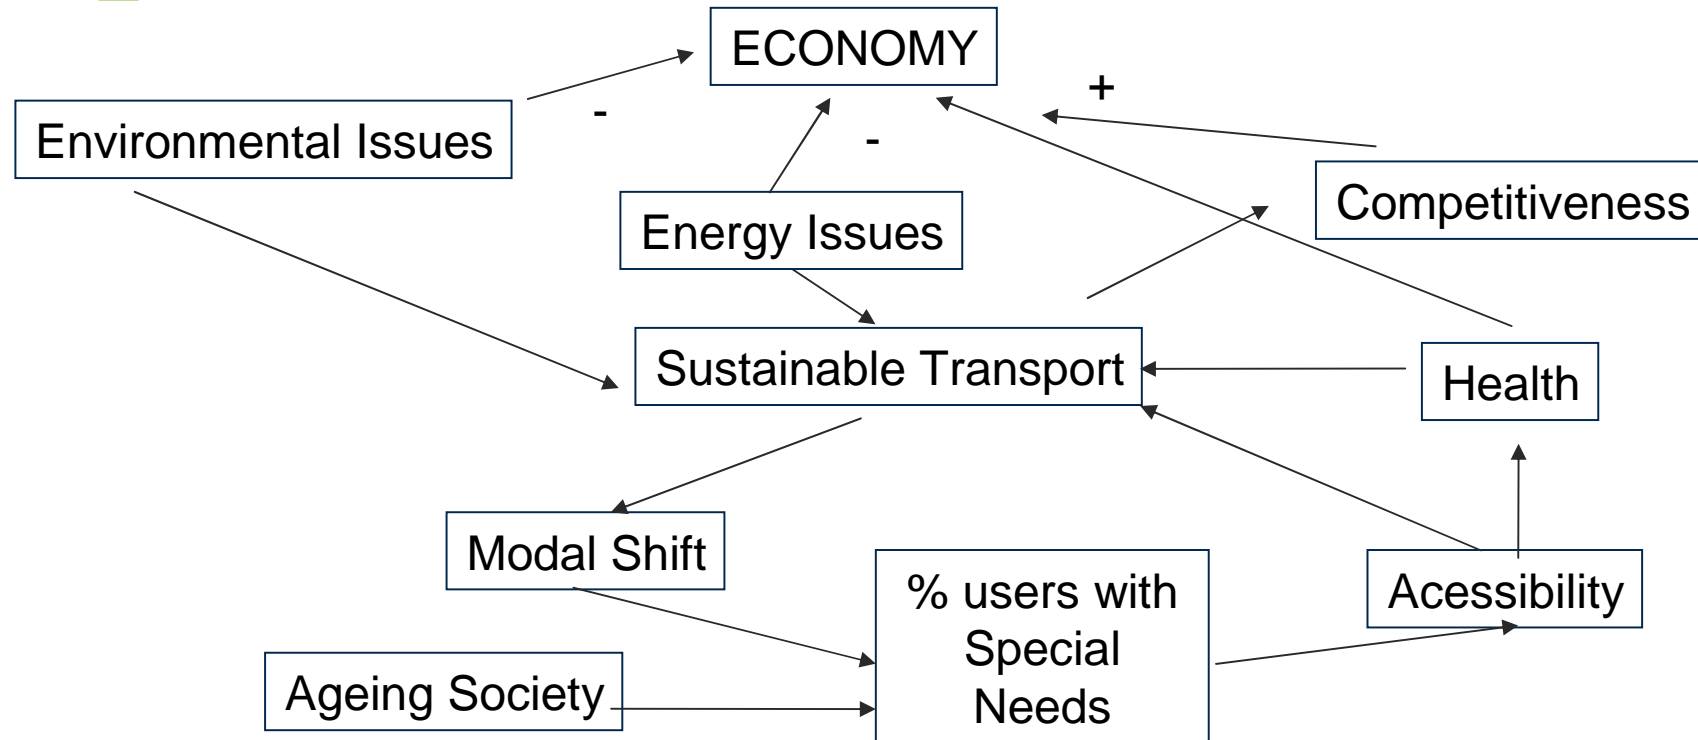 ECONOMY
+
-
Environmental Issues
-
Competitiveness
Energy Issues
Sustainable Transport
Health
Modal Shift
% users with
Special
Needs
Acessibility
Ageing Society